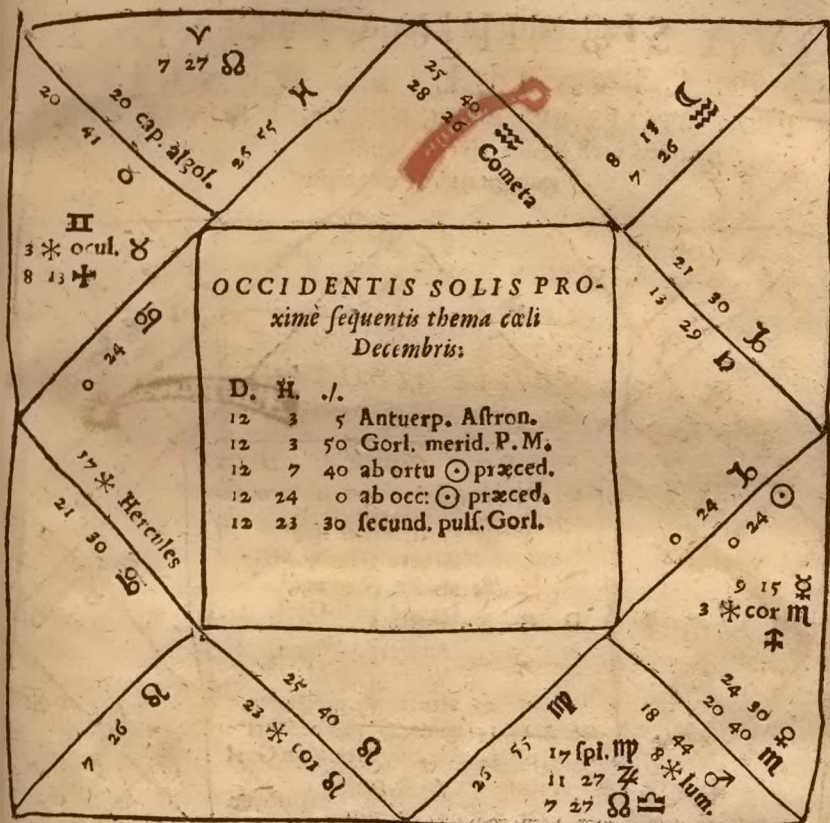 ♈
7 27 ☊
20 cap. algol.
20 41 ♉
25 55 ♓
25 40 ♒
28 26
Cometa
☽ ♒
8
7 26
21 30 ♑
13 29 ♄
♊
3 ✳ ocul. ♉
8 13 ✠
0 24 ♋
OCCIDENTIS SOLIS PRO-
ximè ſequentis thema cœli
Decembris:
D. H. ./.
12 3 5 Antuerp. Aſtron.
12 3 50 Gorl. merid. P. M.
12 7 40 ab ortu ☉ præced.
12 24 0 ab occ: ☉ præced.
12 23 30 ſecund. pulſ. Gorl.
✳ Hercules
21 30 ♋
0 24 ♑
0 24 ☉
9 15 ☿
3 ✳ cor ♏
♐
24 30 ♀
20 40 ♏
7 26 ♌
25 40 ♌
23 ✳ cor ♌
25 55 ♍
17 ſpi. ♍
11 27 ♃
7 27 ☊ ♎
18 44 ♂
8 ✳ lum.